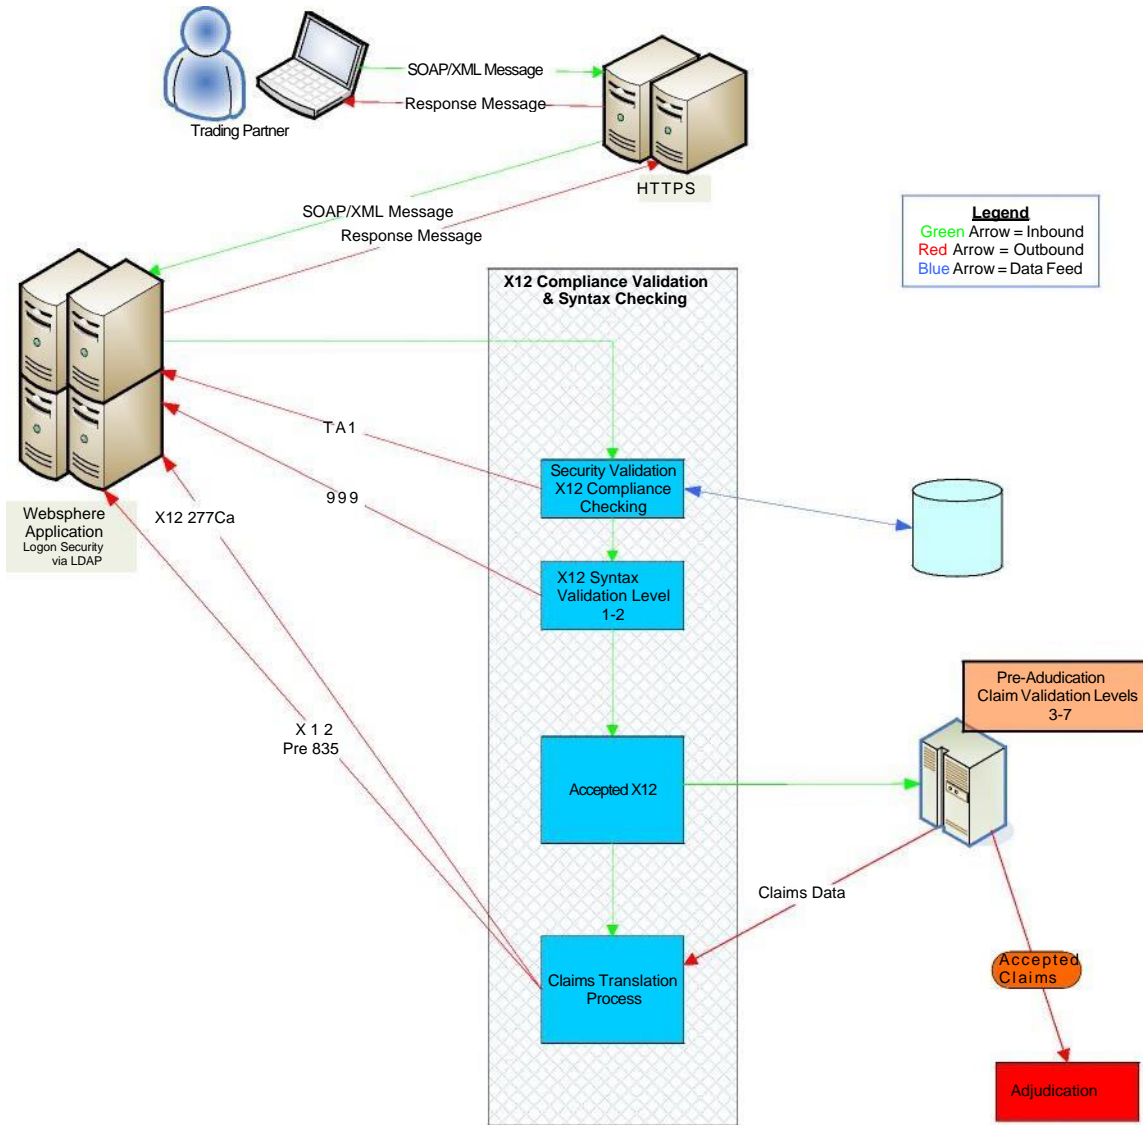 SOAP/XML Message
Response Message
Trading Partner
HTTPS
SOAP/XML Message
Response Message
Legend
Green Arrow = Inbound
Red Arrow = Outbound
Blue Arrow = Data Feed
X12 Compliance Validation
& Syntax Checking
TA1
Security Validation
X12 Compliance
Checking
999
X12 277Ca
Websphere
Application
Logon Security
via LDAP
X12 Syntax
Validation Level
1-2
Pre-Adudication
Claim Validation Levels
3-7
X 1 2
Pre 835
Accepted X12
Claims Data
Accepted
Claims
Claims Translation
Process
Adjudication